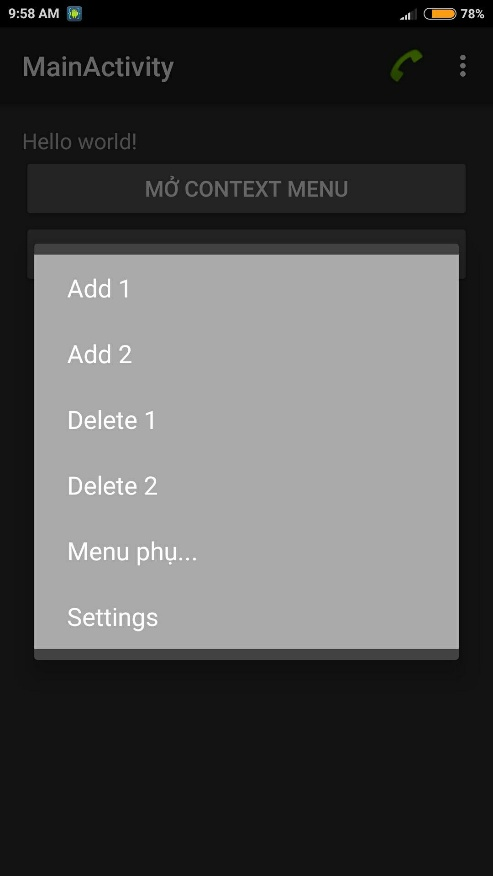 9:58 AM
78%
MainActivity
Hello world!
MỞ CONTEXT MENU
Add 1
Add 2
Delete 1
Delete 2
Menu phụ...
Settings